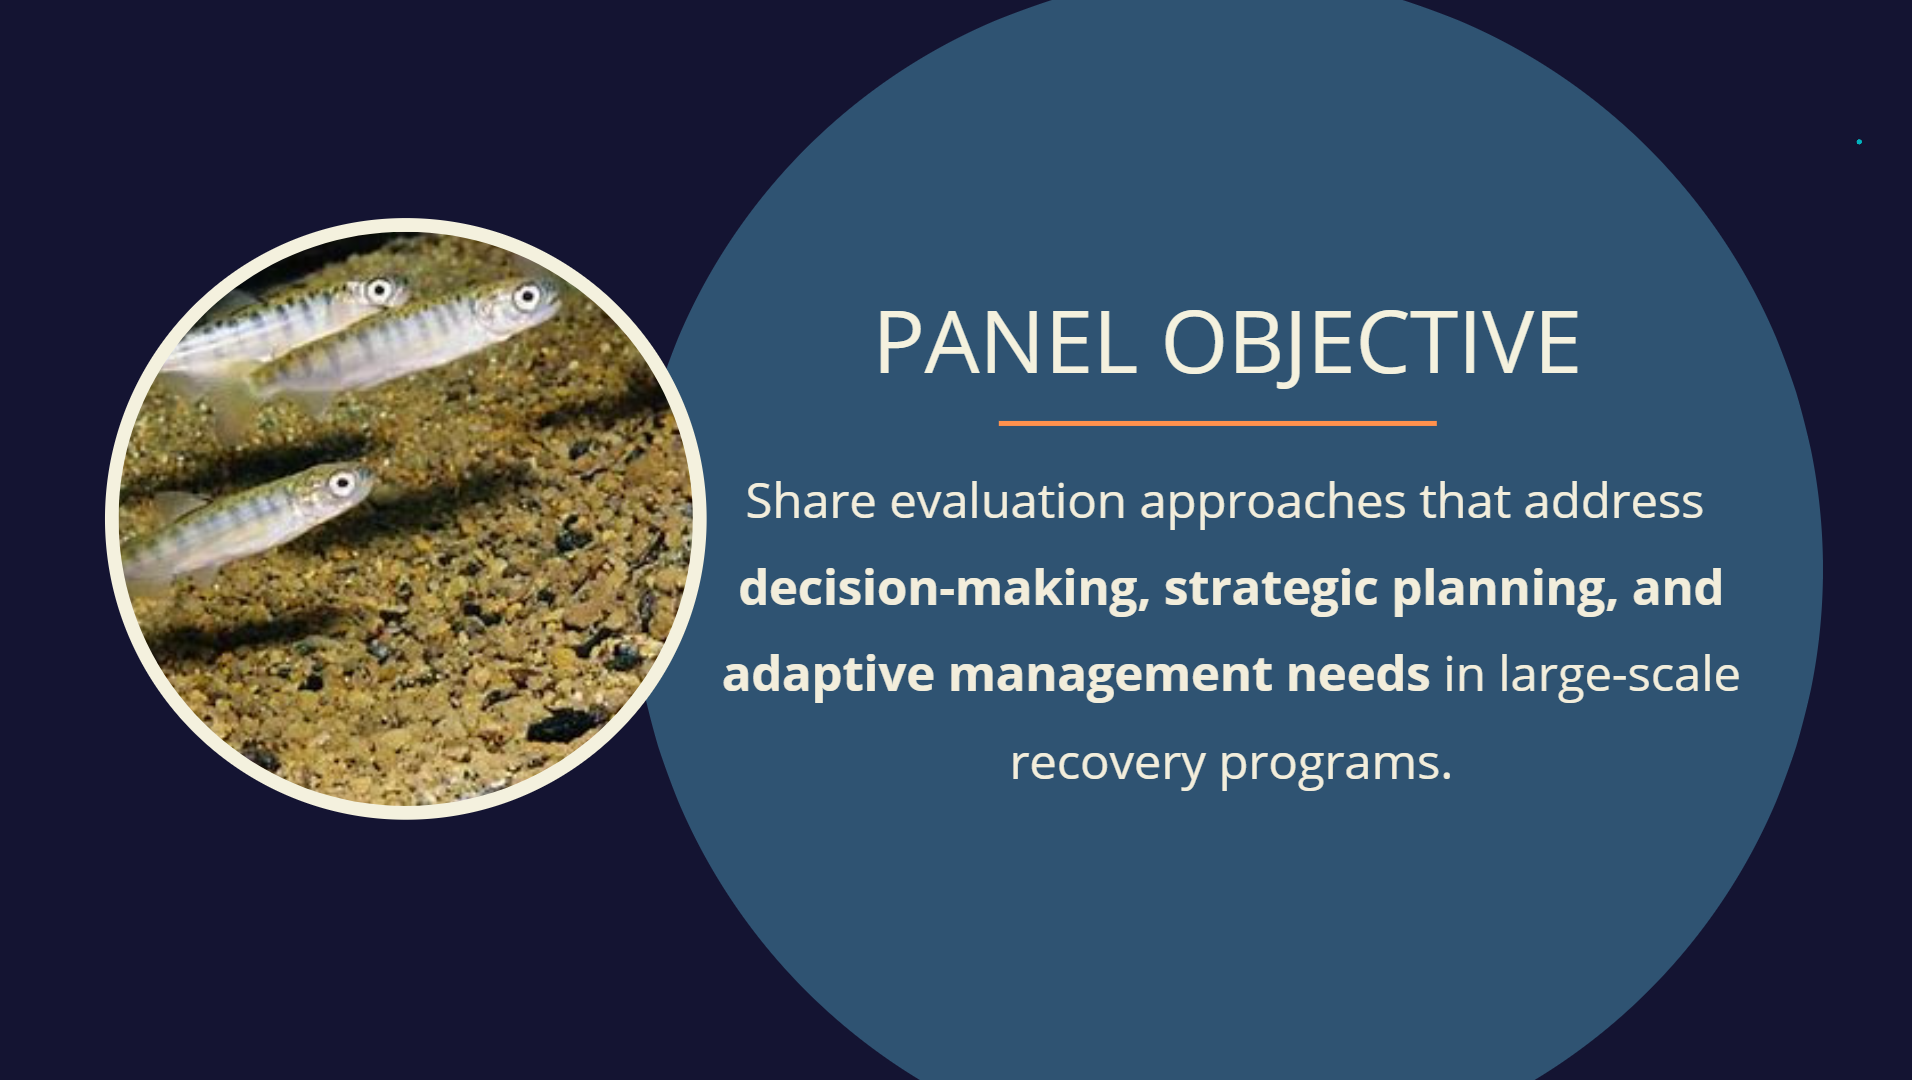 PANEL OBJECTIVE
Share evaluation approaches that address
decision-making, strategic planning, and
adaptive management needs in large-scale
recovery programs.